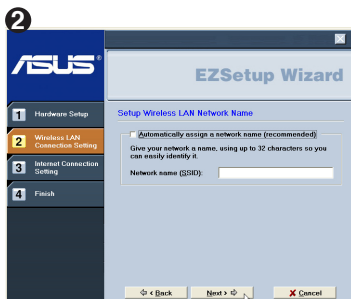 2
ASUS®
EZSetup Wizard
1 Hardware Setup
2 Wireless LAN
Connection Setting
3 Internet Connection
Setting
4 Finish
Setup Wireless LAN Network Name
Automatically assign a network name (recommended)
Give your network a name, using up to 32 characters so you
can easily identify it.
Network name (SSID):
< Back
Next >
X Cancel